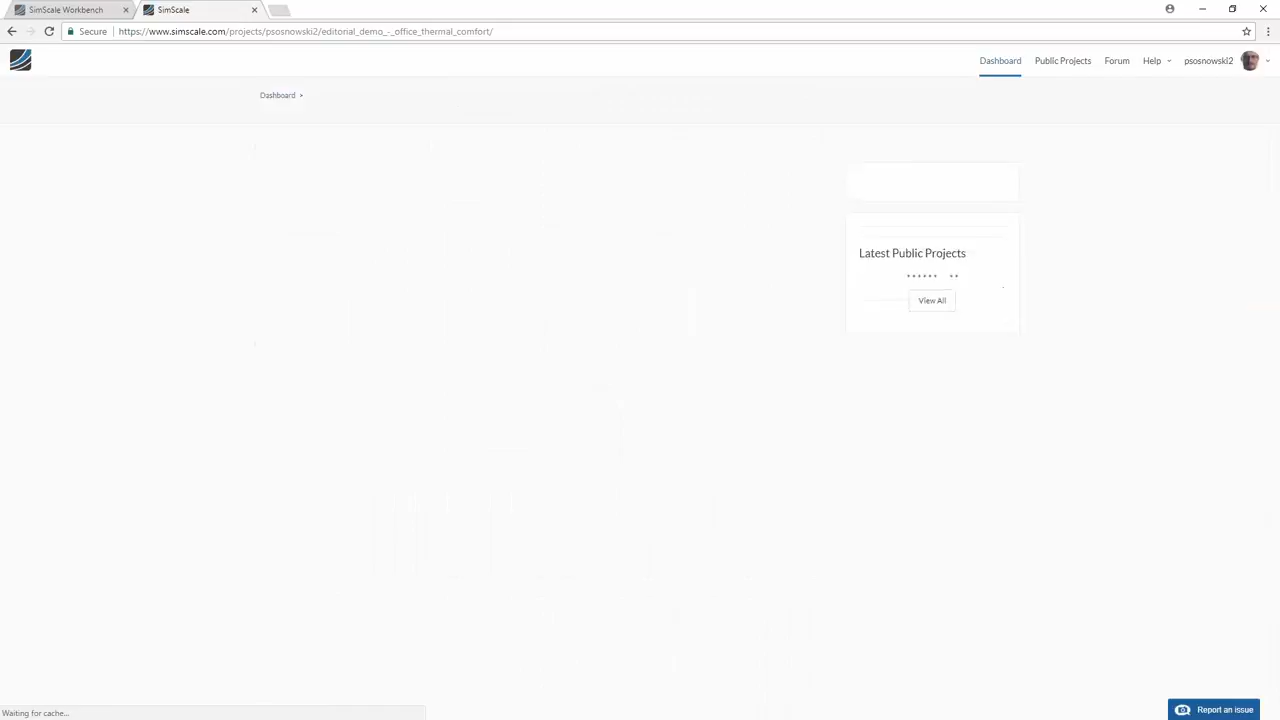 SimScale Workbench
SimScale
Secure
https://www.simscale.com/projects/psosnowski2/editorial_demo_-_office_thermal_comfort/
Dashboard
Public Projects
Forum
Help
psosnowski2
Dashboard >
Latest Public Projects
View All
Waiting for cache...
Report an issue